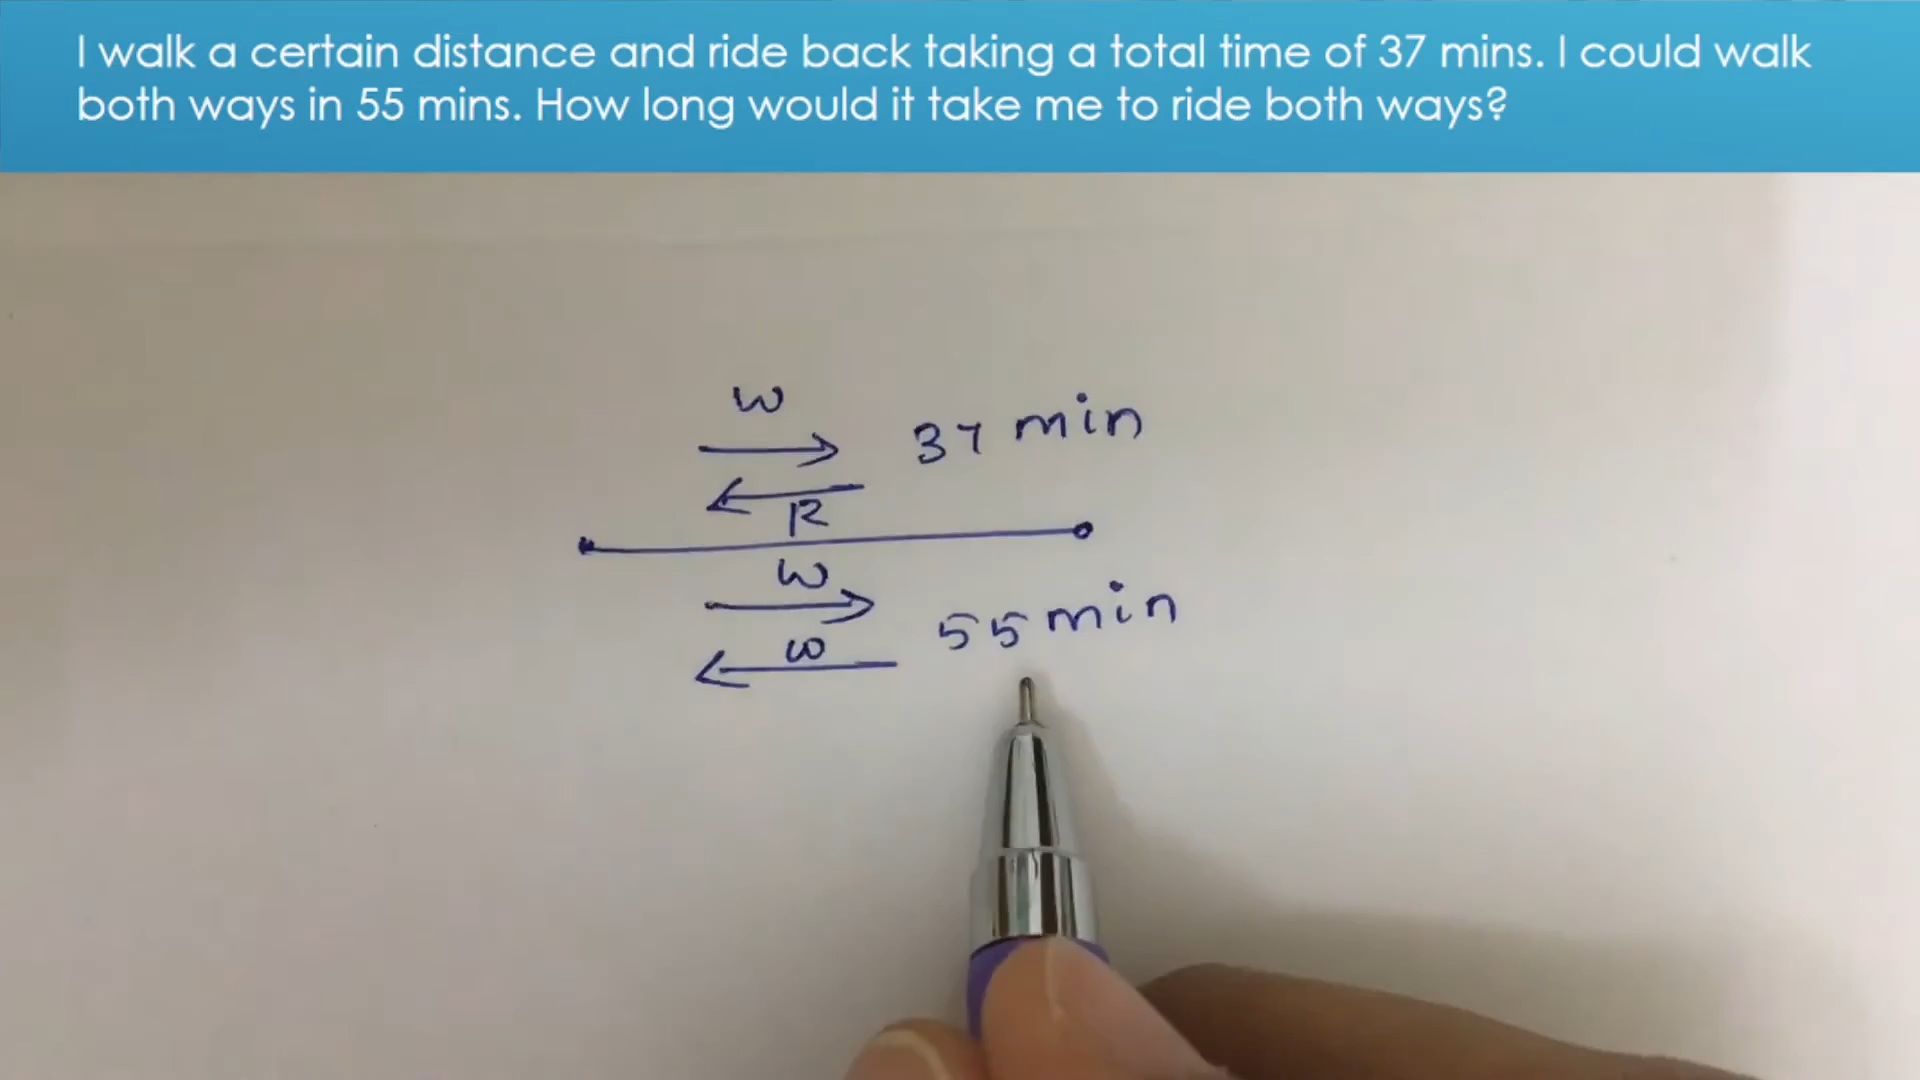 I walk a certain distance and ride back taking a total time of 37 mins. I could walk
both ways in 55 mins. How long would it take me to ride both ways?
W
37 min
R
W
55 min
W